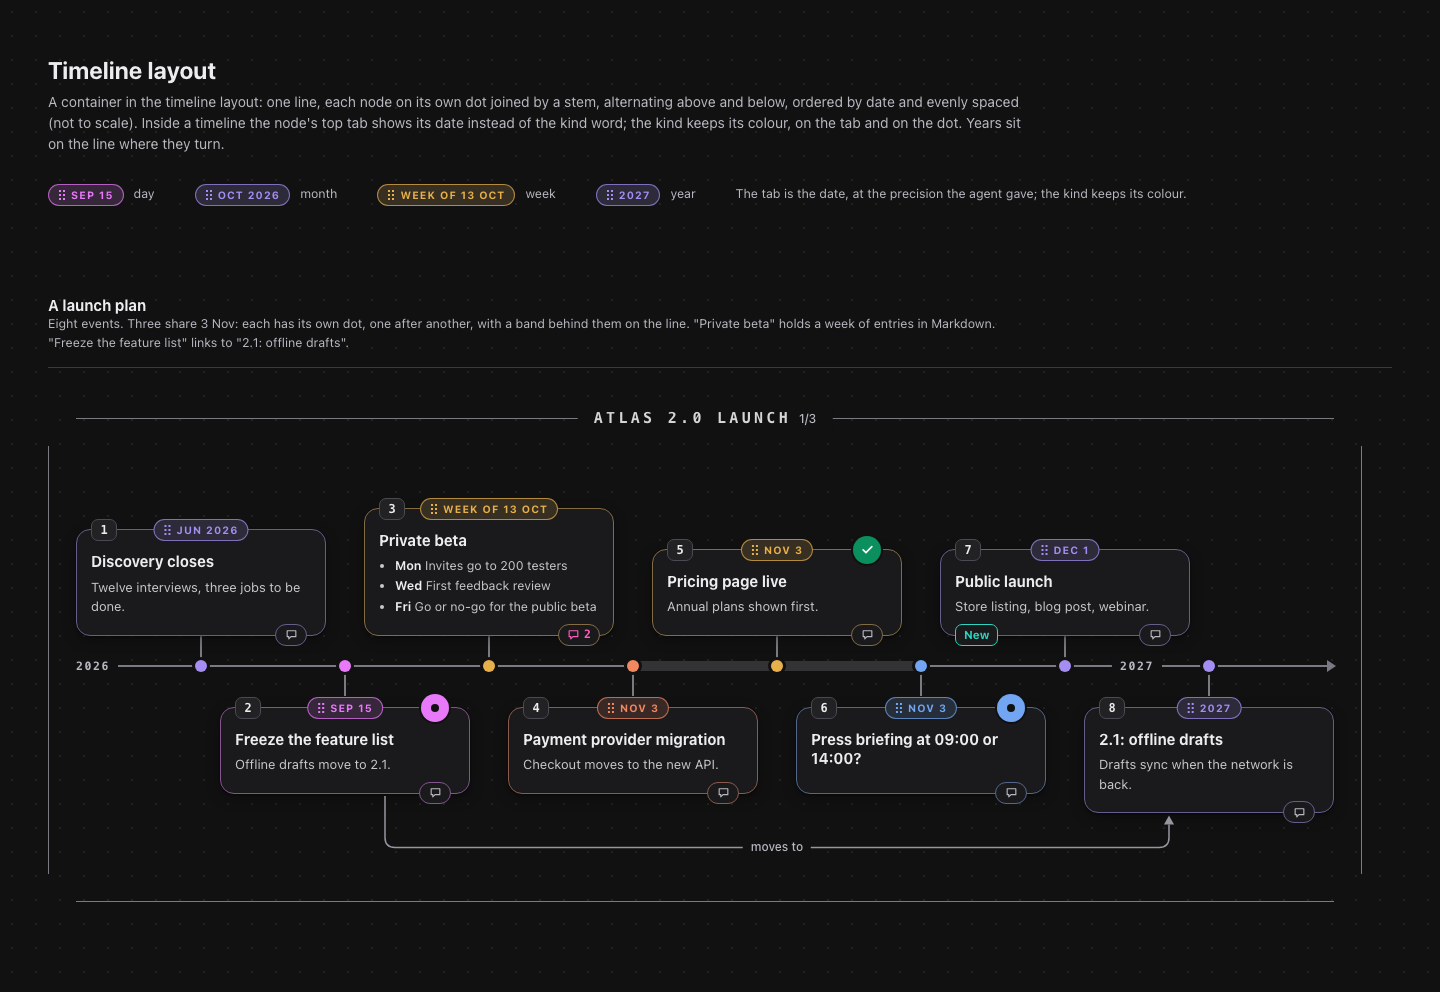 Timeline layout
A container in the timeline layout: one line, each node on its own dot joined by a stem, alternating above and below, ordered by date and evenly spaced
(not to scale). Inside a timeline the node's top tab shows its date instead of the kind word; the kind keeps its colour, on the tab and on the dot. Years sit
on the line where they turn.
SEP 15 day OCT 2026 month WEEK OF 13 OCT week 2027 year The tab is the date, at the precision the agent gave; the kind keeps its colour.
A launch plan
Eight events. Three share 3 Nov: each has its own dot, one after another, with a band behind them on the line. "Private beta" holds a week of entries in Markdown.
"Freeze the feature list" links to "2.1: offline drafts".
ATLAS 2.0 LAUNCH 1/3
1 JUN 2026
Discovery closes
Twelve interviews, three jobs to be
done.
3 WEEK OF 13 OCT
Private beta
Mon Invites go to 200 testers
Wed First feedback review
Fri Go or no-go for the public beta
2
5 NOV 3
Pricing page live
Annual plans shown first.
7 DEC 1
Public launch
Store listing, blog post, webinar.
New
2026
2027
2 SEP 15
Freeze the feature list
Offline drafts move to 2.1.
4 NOV 3
Payment provider migration
Checkout moves to the new API.
6 NOV 3
Press briefing at 09:00 or
14:00?
8 2027
2.1: offline drafts
Drafts sync when the network is
back.
moves to